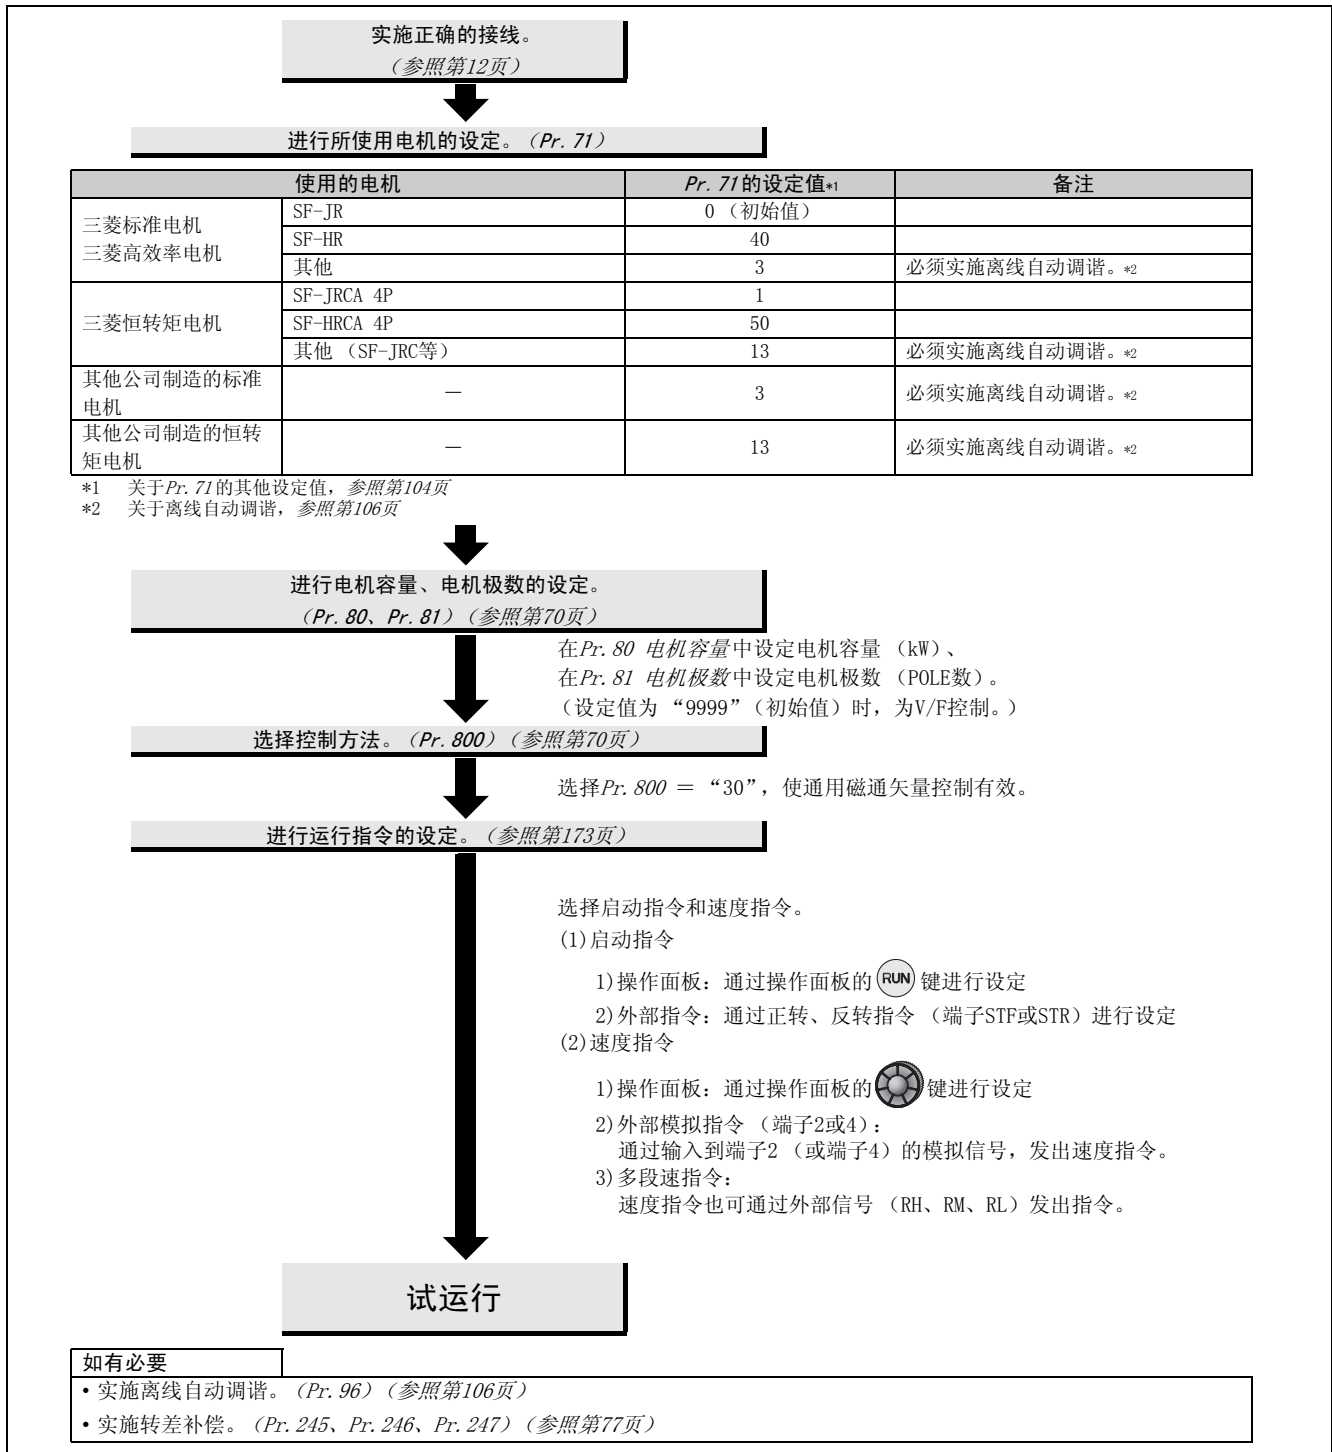 实施正确的接线。
（参照第12页）
进行所使用电机的设定。（Pr. 71）
使用的电机 Pr. 71的设定值*1 备注
三菱标准电机
三菱高效率电机
SF-JR 0 （初始值）
SF-HR 40
其他 3 必须实施离线自动调谐。*2
三菱恒转矩电机
SF-JRCA 4P 1
SF-HRCA 4P 50
其他 （SF-JRC等） 13 必须实施离线自动调谐。*2
其他公司制造的标准
电机
— 3 必须实施离线自动调谐。*2
其他公司制造的恒转
矩电机
— 13 必须实施离线自动调谐。*2
*1 关于Pr. 71的其他设定值，参照第104页
*2 关于离线自动调谐，参照第106页
进行电机容量、电机极数的设定。
（Pr. 80、Pr. 81）（参照第70页）
在Pr. 80 电机容量中设定电机容量 （kW）、
在Pr. 81 电机极数中设定电机极数 （POLE数）。
（设定值为 “9999”（初始值）时，为V/F控制。）
选择控制方法。（Pr. 800）（参照第70页）
选择Pr. 800 ＝ “30”，使通用磁通矢量控制有效。
进行运行指令的设定。（参照第173页）
选择启动指令和速度指令。
(1)启动指令
1)操作面板：通过操作面板的 RUN 键进行设定
2)外部指令：通过正转、反转指令 （端子STF或STR）进行设定
(2)速度指令
1)操作面板：通过操作面板的 键进行设定
2)外部模拟指令 （端子2或4）：
通过输入到端子2 （或端子4）的模拟信号，发出速度指令。
3)多段速指令：
速度指令也可通过外部信号 （RH、RM、RL）发出指令。
试运行
如有必要
• 实施离线自动调谐。（Pr. 96）（参照第106页）
• 实施转差补偿。（Pr. 245、Pr. 246、Pr. 247）（参照第77页）